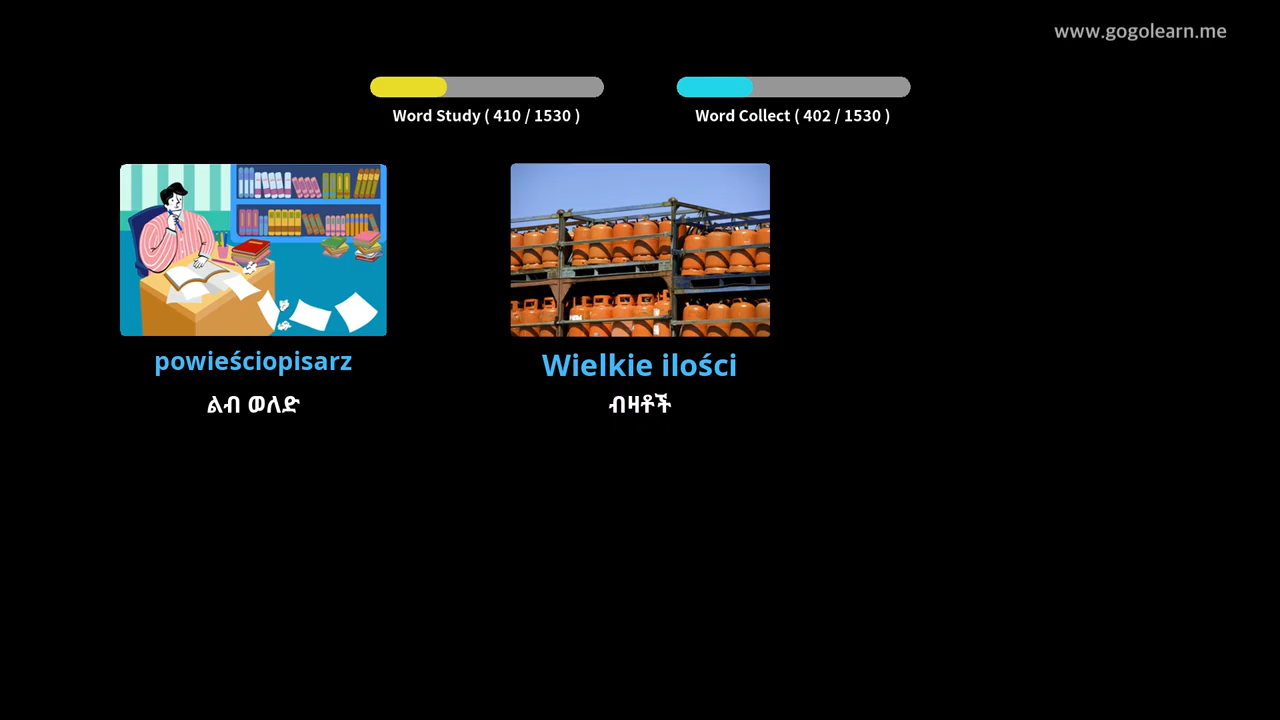 www.gogolearn.me
Word Study ( 410 / 1530 )
Word Collect ( 402 / 1530 )
powieściopisarz
ልብ ወለድ
Wielkie ilości
ብዛቶች